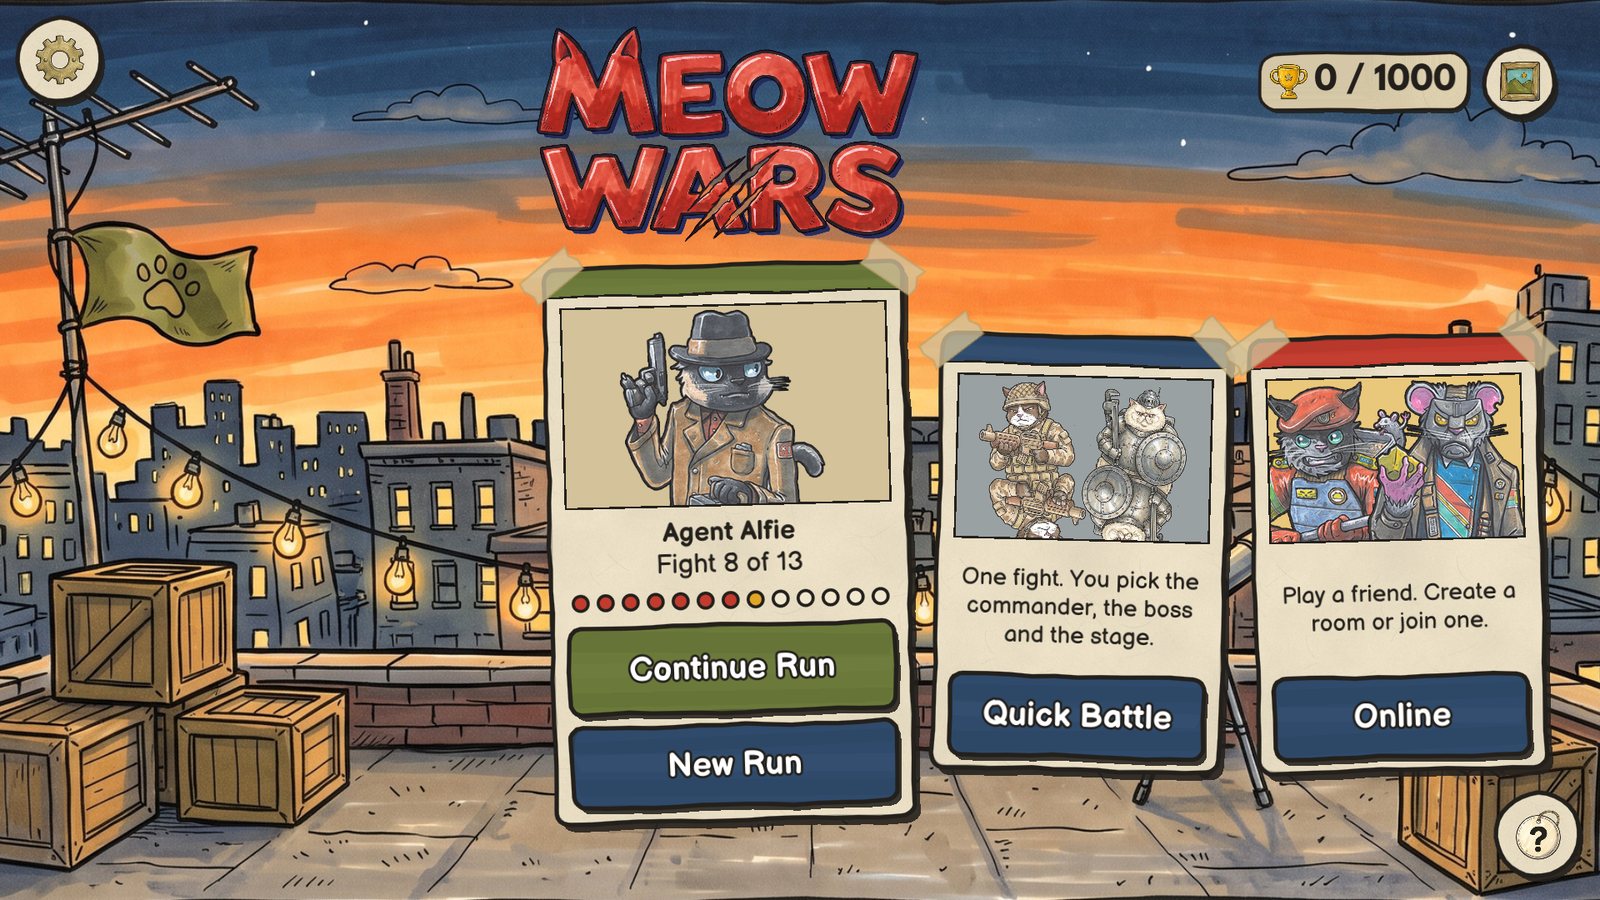 MEOW
WARS
0 / 1000
Agent Alfie
Fight 8 of 13
Continue Run
New Run
One fight. You pick the
commander, the boss
and the stage.
Quick Battle
Play a friend. Create a
room or join one.
Online
?